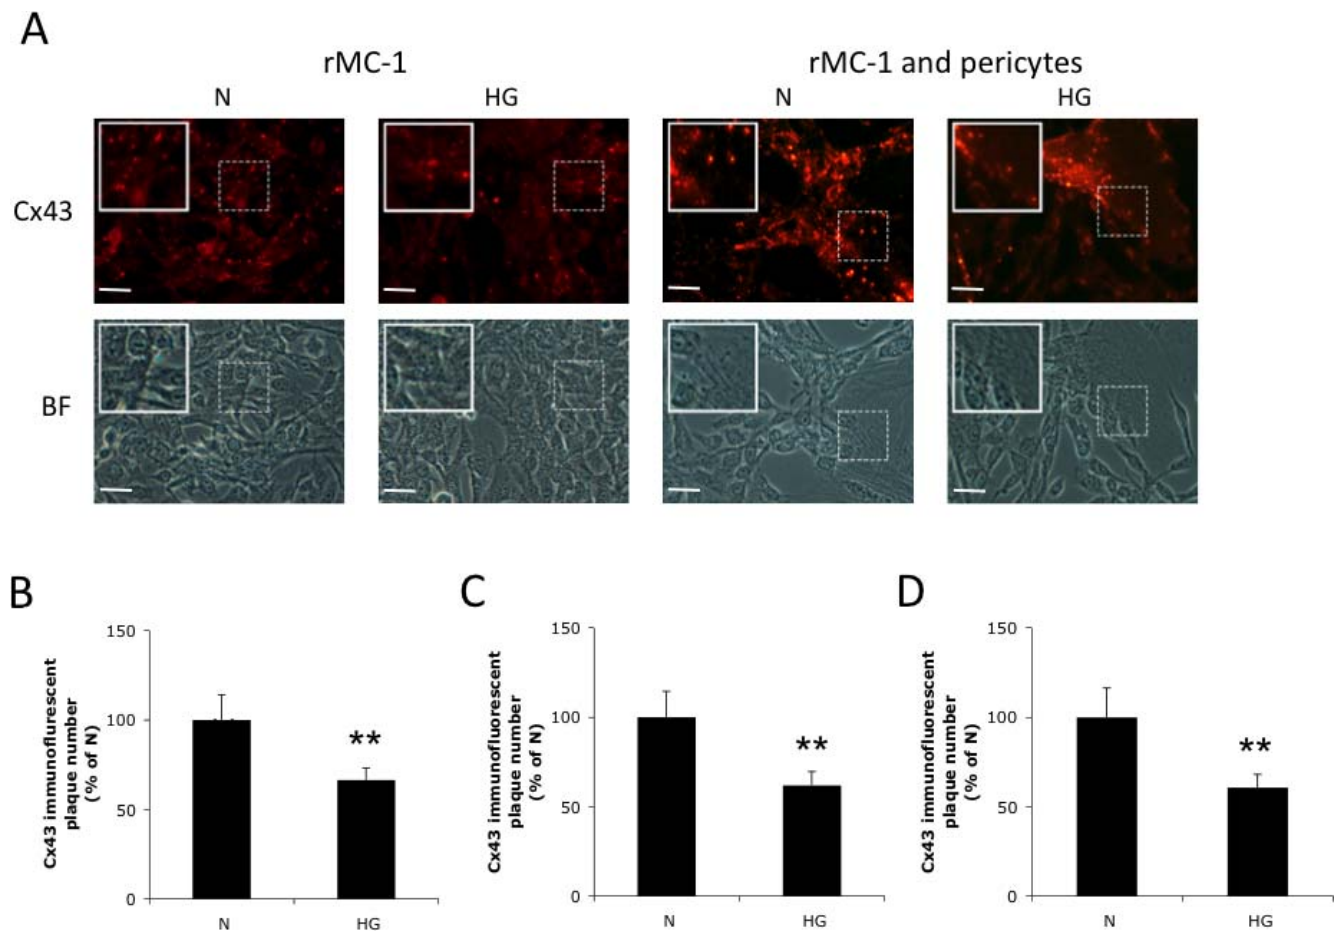 A
rMC-1
rMC-1 and pericytes
N
HG
N
HG
Cx43
BF
B
Cx43 immunofluorescent
plaque number
(% of N)
150
100
50
0
**
N
HG
C
Cx43 immunofluorescent
plaque number
(% of N)
150
100
50
0
**
N
HG
D
Cx43 immunofluorescent
plaque number
(% of N)
150
100
50
0
**
N
HG